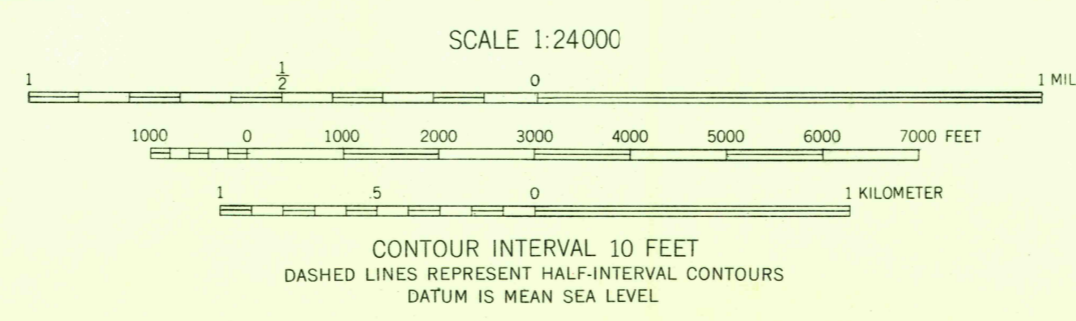 SCALE 1:24000
1 1/2 0 1 MIL
1000 0 1000 2000 3000 4000 5000 6000 7000 FEET
1 .5 0 1 KILOMETER
CONTOUR INTERVAL 10 FEET
DASHED LINES REPRESENT HALF-INTERVAL CONTOURS
DATUM IS MEAN SEA LEVEL